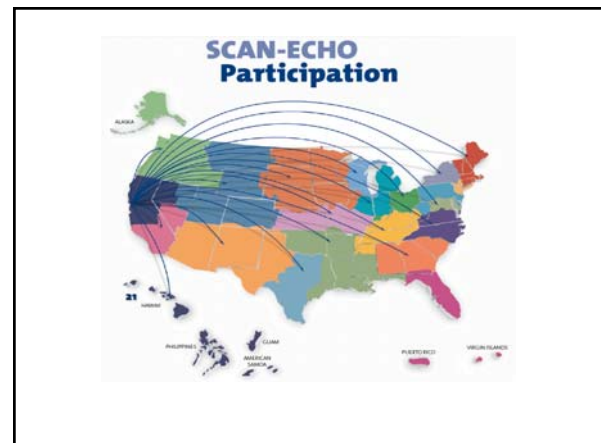 SCAN-ECHO
Participation
ALASKA
21
HAWAII
PHILIPPINES
GUAM
AMERICAN
SAMOA
PUERTO RICO
VIRGIN ISLANDS